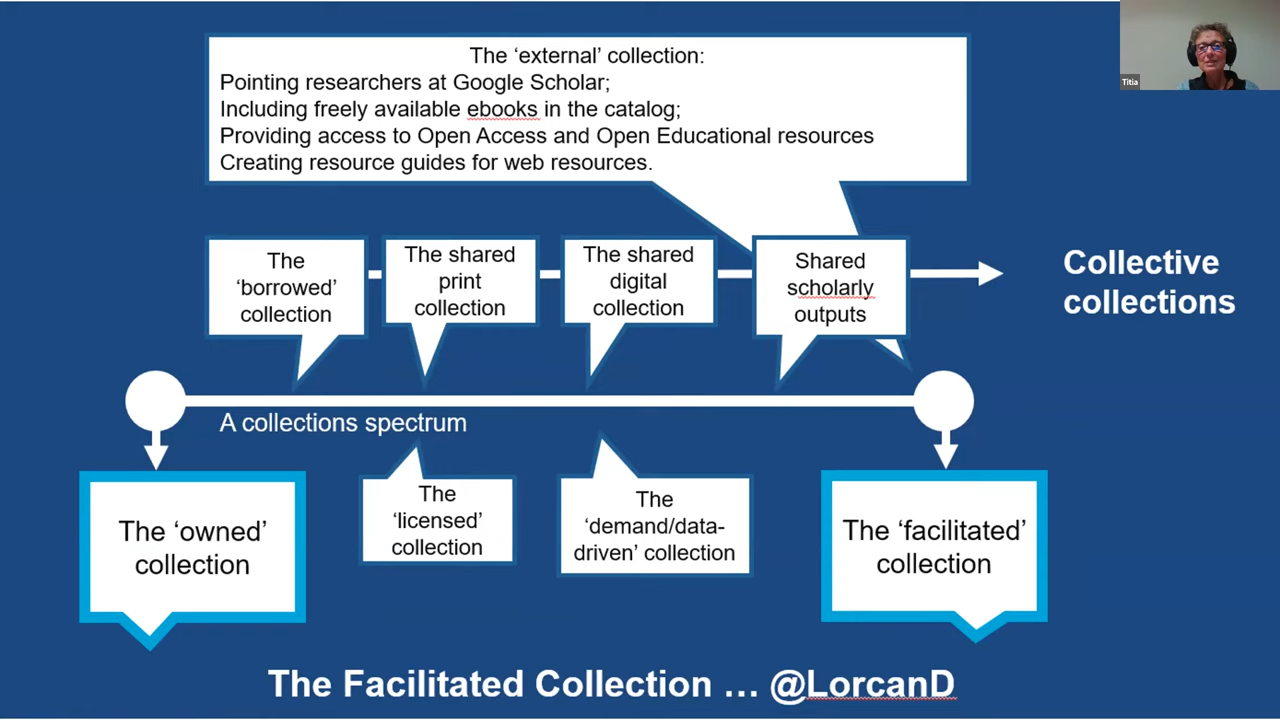 The ‘external’ collection:
Pointing researchers at Google Scholar;
Including freely available ebooks in the catalog;
Providing access to Open Access and Open Educational resources
Creating resource guides for web resources.
Titia
The
‘borrowed’
collection
The shared
print
collection
The shared
digital
collection
Shared
scholarly
outputs
Collective
collections
A collections spectrum
The ‘owned’
collection
The
‘licensed’
collection
The
‘demand/data-
driven’ collection
The ‘facilitated’
collection
The Facilitated Collection … @LorcanD